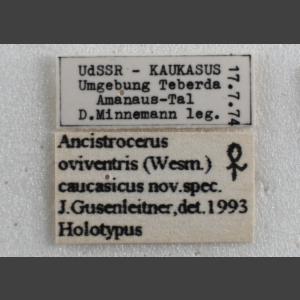 UdSSR - KAUKASUS
Umgebung Teberda
Amanaus-Tal
D.Minnemann leg.
17.7.74
Ancistrocerus
oviventris (Wesm.)
caucasicus nov.spec.
J.Gusenleitner,det.1993
Holotypus